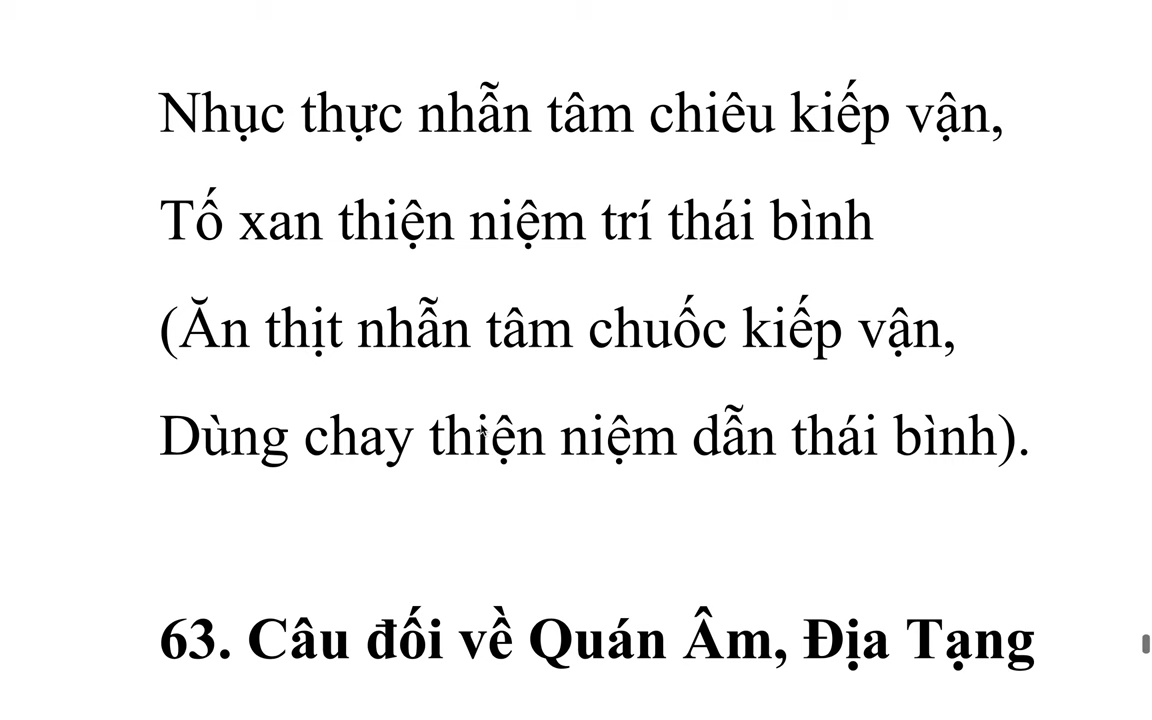 Nhục thực nhẫn tâm chiêu kiếp vận,
Tố xan thiện niệm trí thái bình
(Ăn thịt nhẫn tâm chuốc kiếp vận,
Dùng chay thiện niệm dẫn thái bình).
63. Câu đối về Quán Âm, Địa Tạng